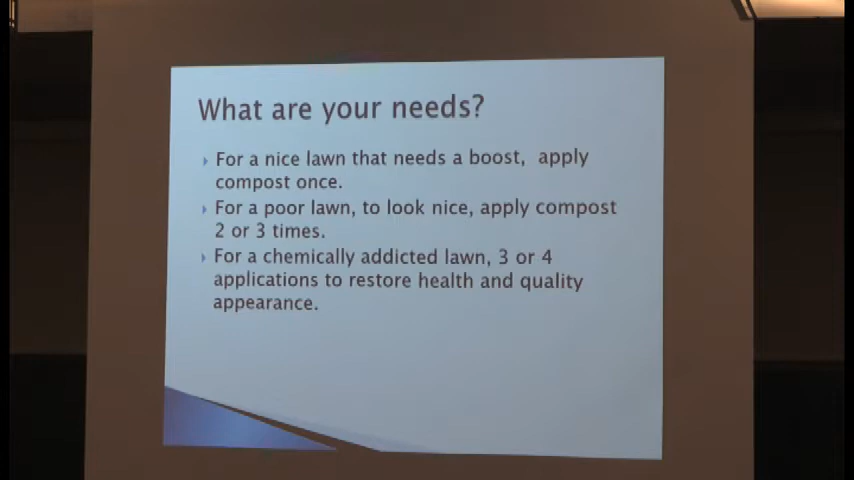 What are your needs?
For a nice lawn that needs a boost, apply
compost once.
For a poor lawn, to look nice, apply compost
2 or 3 times.
For a chemically addicted lawn, 3 or 4
applications to restore health and quality
appearance.